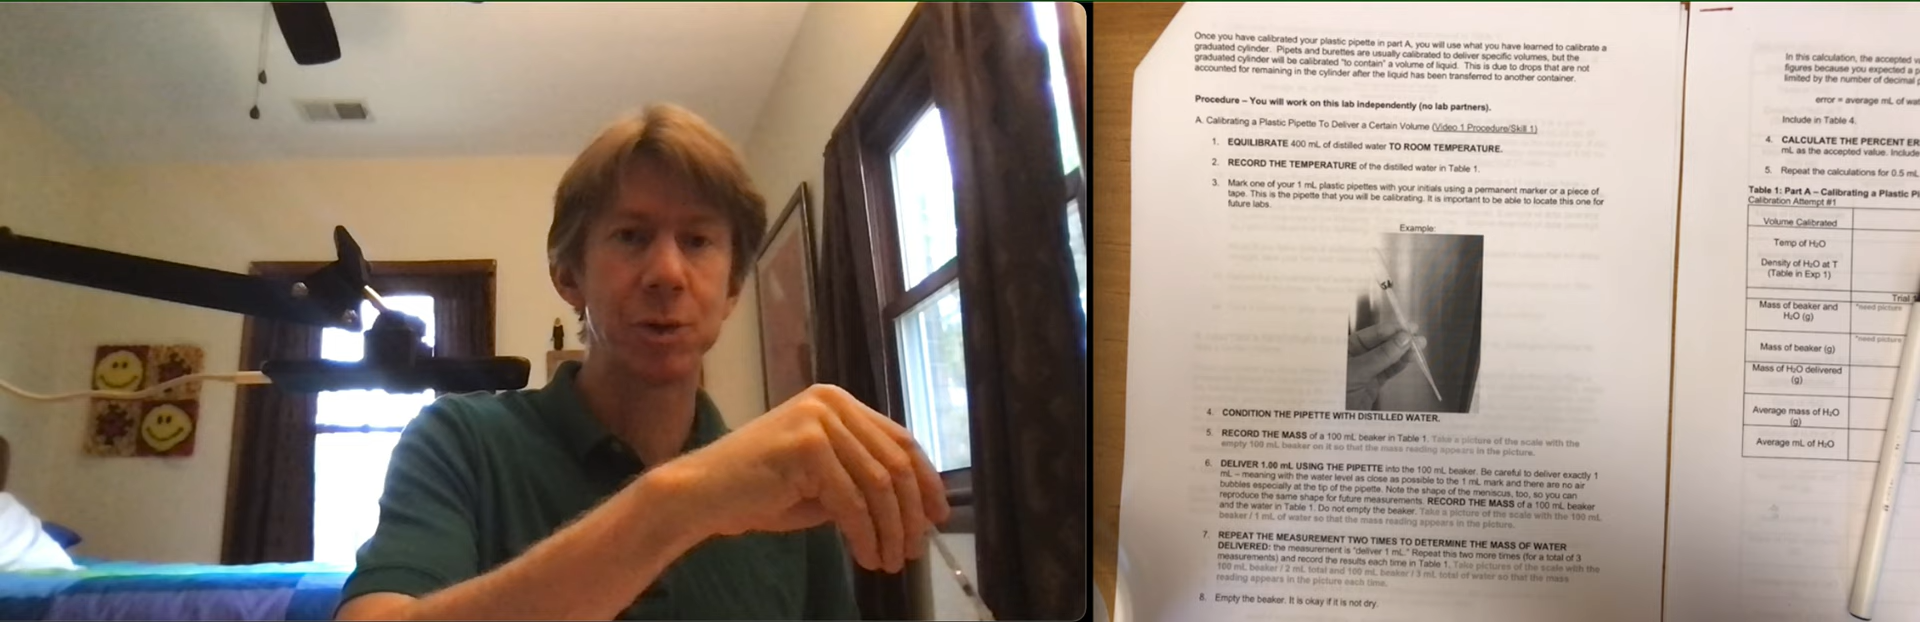 Once you have calibrated your plastic pipette in part A, you will use what you have learned to calibrate a
graduated cylinder. Pipets and burettes are usually calibrated to deliver specific volumes, but the
graduated cylinder will be calibrated "to contain" a volume of liquid. This is due to drops that are not
accounted for remaining in the cylinder after the liquid has been transferred to another container.
Procedure – You will work on this lab independently (no lab partners).
A. Calibrating a Plastic Pipette To Deliver a Certain Volume (Video 1 Procedure/Skill 1)
1. EQUILIBRATE 400 mL of distilled water TO ROOM TEMPERATURE.
2. RECORD THE TEMPERATURE of the distilled water in Table 1.
3. Mark one of your 1 mL plastic pipettes with your initials using a permanent marker or a piece of
tape. This is the pipette that you will be calibrating. It is important to be able to locate this one for
future labs.
Example:
4. CONDITION THE PIPETTE WITH DISTILLED WATER.
5. RECORD THE MASS of a 100 mL beaker in Table 1. Take a picture of the scale with the
empty 100 mL beaker on it so that the mass reading appears in the picture.
6. DELIVER 1.00 mL USING THE PIPETTE into the 100 mL beaker. Be careful to deliver exactly 1
mL – meaning with the water level as close as possible to the 1 mL mark and there are no air
bubbles especially at the tip of the pipette. Note the shape of the meniscus, too, so you can
reproduce the same shape for future measurements. RECORD THE MASS of a 100 mL beaker
and the water in Table 1. Do not empty the beaker. Take a picture of the scale with the 100 mL
beaker / 1 mL of water so that the mass reading appears in the picture.
7. REPEAT THE MEASUREMENT TWO TIMES TO DETERMINE THE MASS OF WATER
DELIVERED: the measurement is "deliver 1 mL." Repeat this two more times (for a total of 3
measurements) and record the results each time in Table 1. Take pictures of the scale with the
100 mL beaker / 2 mL total and 100 mL beaker / 3 mL total of water so that the mass
reading appears in the picture each time.
8. Empty the beaker. It is okay if it is not dry.
In this calculation, the accepted
figures because you expected a
limited by the number of decimal
error = average mL of
Include in Table 4.
4. CALCULATE THE PERCENT
mL as the accepted value. Include
5. Repeat the calculations for 0.5 mL
Table 1: Part A – Calibrating a Plastic
Calibration Attempt #1
Volume Calibrated
Temp of H₂O
Density of H₂O at T
(Table in Exp 1)
Trial
Mass of beaker and *need picture
H₂O (g)
Mass of beaker (g) *need picture
Mass of H₂O delivered
(g)
Average mass of H₂O
(g)
Average mL of H₂O